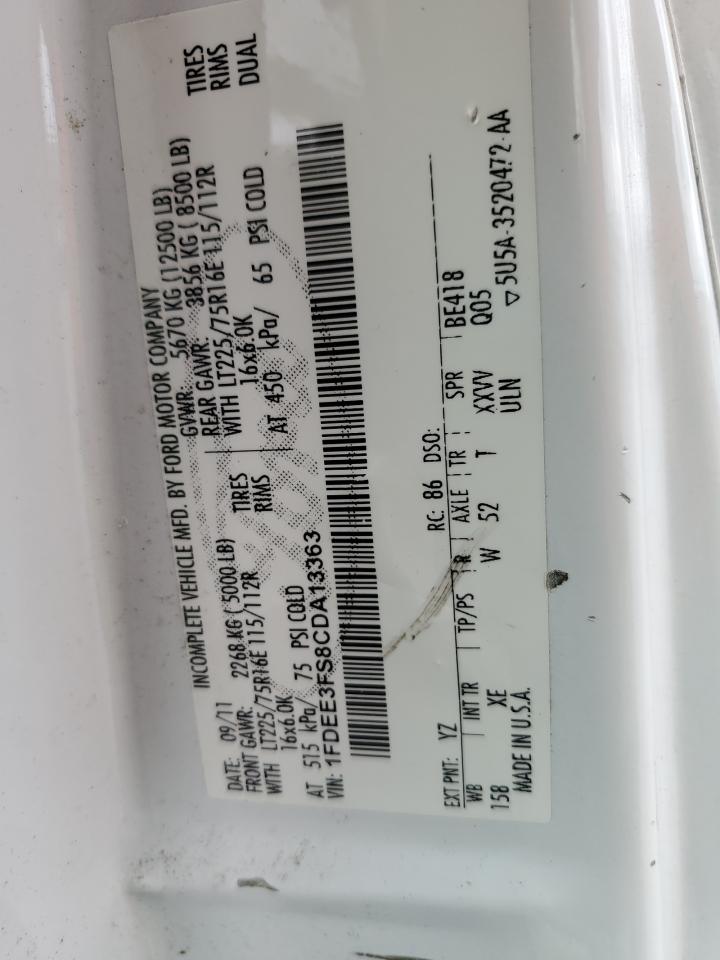 INCOMPLETE VEHICLE MFD. BY FORD MOTOR COMPANY
DATE: 09/11 GVWR: 5670 KG (12500 LB)
FRONT GAWR: 2268 KG (5000 LB) REAR GAWR: 3856 KG (8500 LB)
WITH LT225/75R16E 115/112R TIRES WITH LT225/75R16E 115/112R TIRES
16x6.0K RIMS 16x6.0K RIMS
AT 515 kPa/ 75 PSI COLD AT 450 kPa/ 65 PSI COLD DUAL
VIN: 1FDEE3FS8CDA13363
EXT PNT: YZ RC: 86 DSO:
WB INT TR TP/PS R AXLE TR SPR BE418
158 XE W 52 T XXVV Q05
MADE IN U.S.A. ULN ▽5U5A-3520472-AA